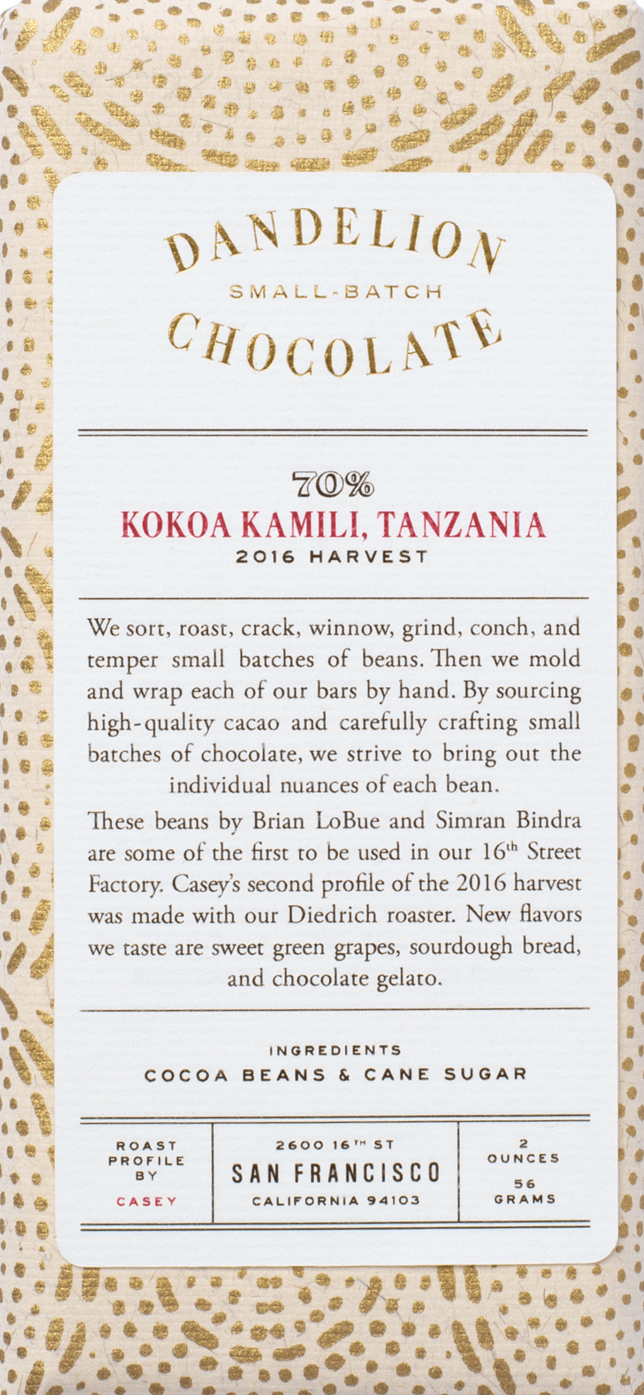 DANDELION
SMALL-BATCH
CHOCOLATE
70%
KOKOA KAMILI, TANZANIA
2016 HARVEST
We sort, roast, crack, winnow, grind, conch, and
temper small batches of beans. Then we mold
and wrap each of our bars by hand. By sourcing
high-quality cacao and carefully crafting small
batches of chocolate, we strive to bring out the
individual nuances of each bean.
These beans by Brian LoBue and Simran Bindra
are some of the first to be used in our 16th Street
Factory. Casey's second profile of the 2016 harvest
was made with our Diedrich roaster. New flavors
we taste are sweet green grapes, sourdough bread,
and chocolate gelato.
INGREDIENTS
COCOA BEANS & CANE SUGAR
ROAST
PROFILE
BY
CASEY
2600 16TH ST
SAN FRANCISCO
CALIFORNIA 94103
2
OUNCES
56
GRAMS